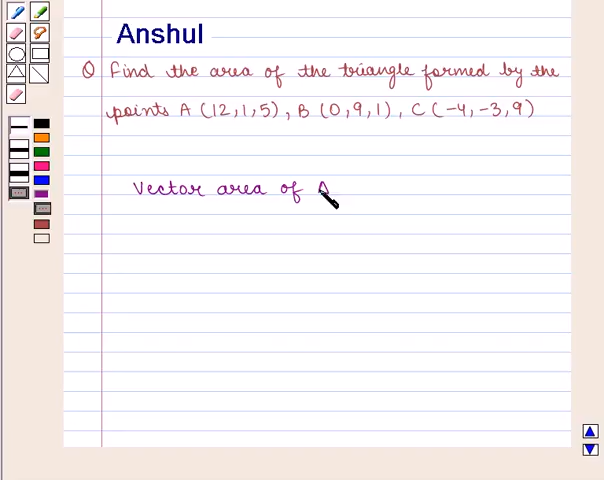 Anshul
Q Find the area of the triangle formed by the
points A (12, 1, 5), B (0, 9, 1), C (-4, -3, 9)
Vector area of